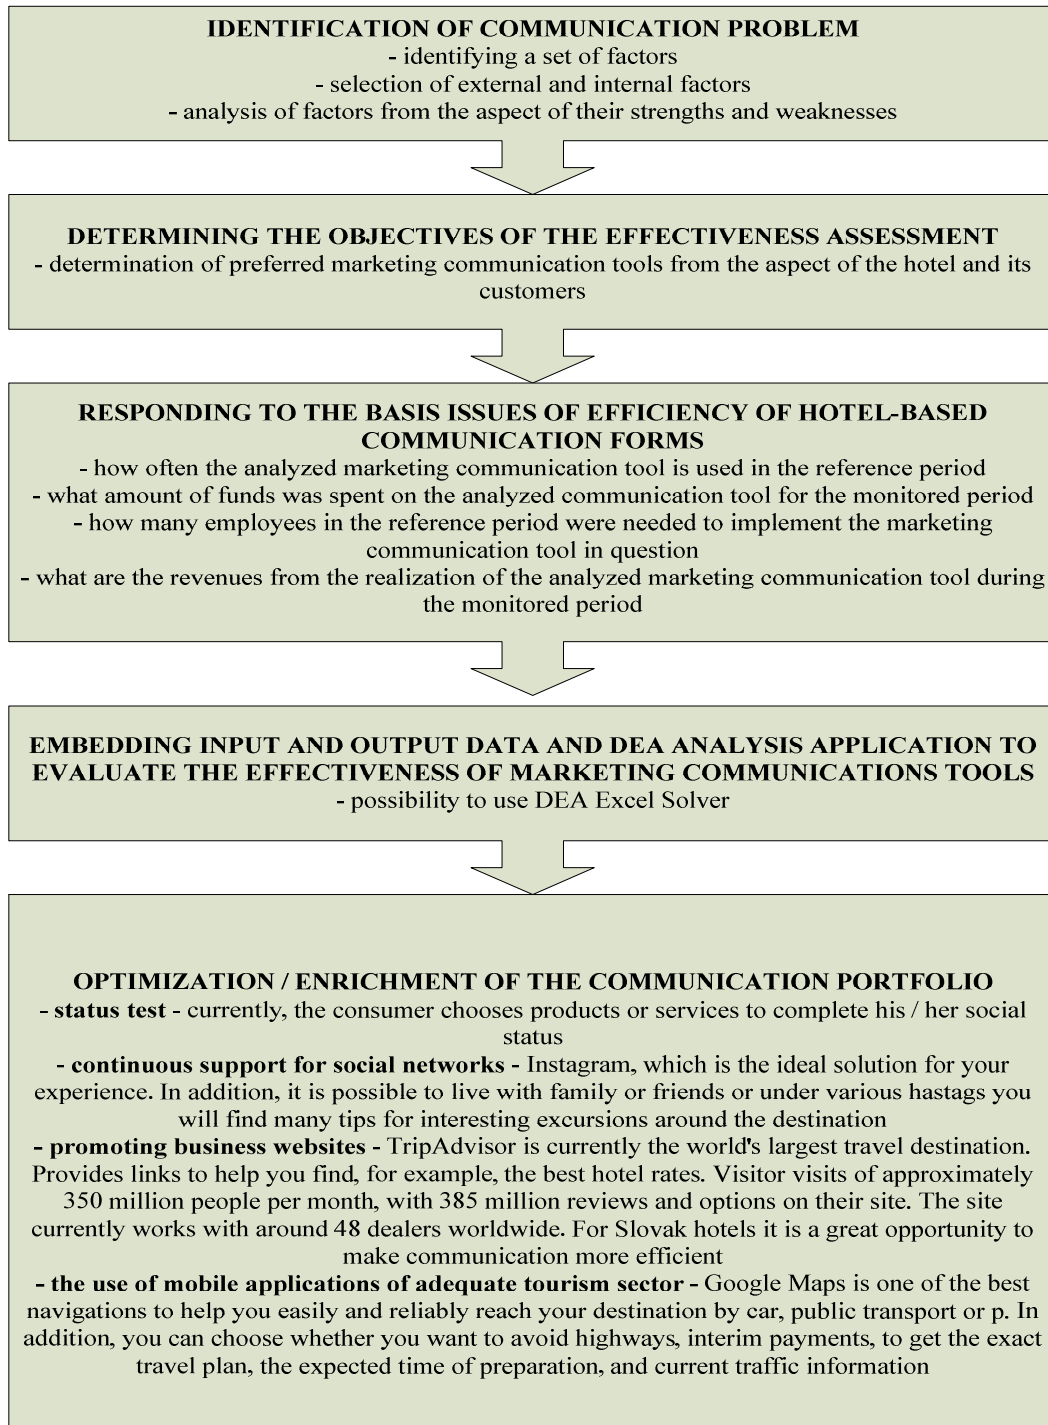 IDENTIFICATION OF COMMUNICATION PROBLEM
- identifying a set of factors
- selection of external and internal factors
- analysis of factors from the aspect of their strengths and weaknesses
DETERMINING THE OBJECTIVES OF THE EFFECTIVENESS ASSESSMENT
- determination of preferred marketing communication tools from the aspect of the hotel and its
customers
RESPONDING TO THE BASIS ISSUES OF EFFICIENCY OF HOTEL-BASED
COMMUNICATION FORMS
- how often the analyzed marketing communication tool is used in the reference period
- what amount of funds was spent on the analyzed communication tool for the monitored period
- how many employees in the reference period were needed to implement the marketing
communication tool in question
- what are the revenues from the realization of the analyzed marketing communication tool during
the monitored period
EMBEDDING INPUT AND OUTPUT DATA AND DEA ANALYSIS APPLICATION TO
EVALUATE THE EFFECTIVENESS OF MARKETING COMMUNICATIONS TOOLS
- possibility to use DEA Excel Solver
OPTIMIZATION / ENRICHMENT OF THE COMMUNICATION PORTFOLIO
- status test - currently, the consumer chooses products or services to complete his / her social
status
- continuous support for social networks - Instagram, which is the ideal solution for your
experience. In addition, it is possible to live with family or friends or under various hastags you
will find many tips for interesting excursions around the destination
- promoting business websites - TripAdvisor is currently the world's largest travel destination.
Provides links to help you find, for example, the best hotel rates. Visitor visits of approximately
350 million people per month, with 385 million reviews and options on their site. The site
currently works with around 48 dealers worldwide. For Slovak hotels it is a great opportunity to
make communication more efficient
- the use of mobile applications of adequate tourism sector - Google Maps is one of the best
navigations to help you easily and reliably reach your destination by car, public transport or p. In
addition, you can choose whether you want to avoid highways, interim payments, to get the exact
travel plan, the expected time of preparation, and current traffic information